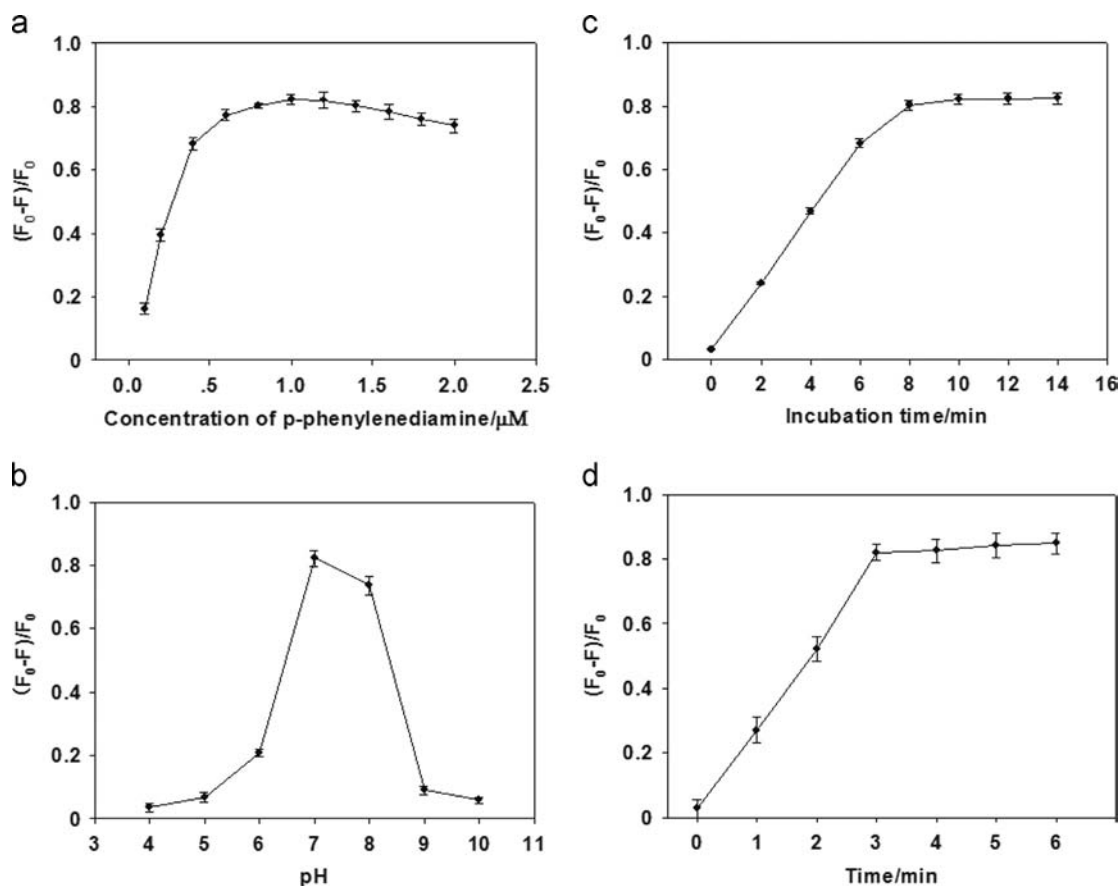 a
1.0
0.8
0.6
0.4
0.2
0
(F₀-F)/F₀
0.0 .5 1.0 1.5 2.0 2.5
Concentration of p-phenylenediamine/μM
c
1.0
0.8
0.6
0.4
0.2
0
(F₀-F)/F₀
0 2 4 6 8 10 12 14 16
Incubation time/min
b
1.0
0.8
0.6
0.4
0.2
0
(F₀-F)/F₀
3 4 5 6 7 8 9 10 11
pH
d
1.0
0.8
0.6
0.4
0.2
0
(F₀-F)/F₀
0 1 2 3 4 5 6
Time/min